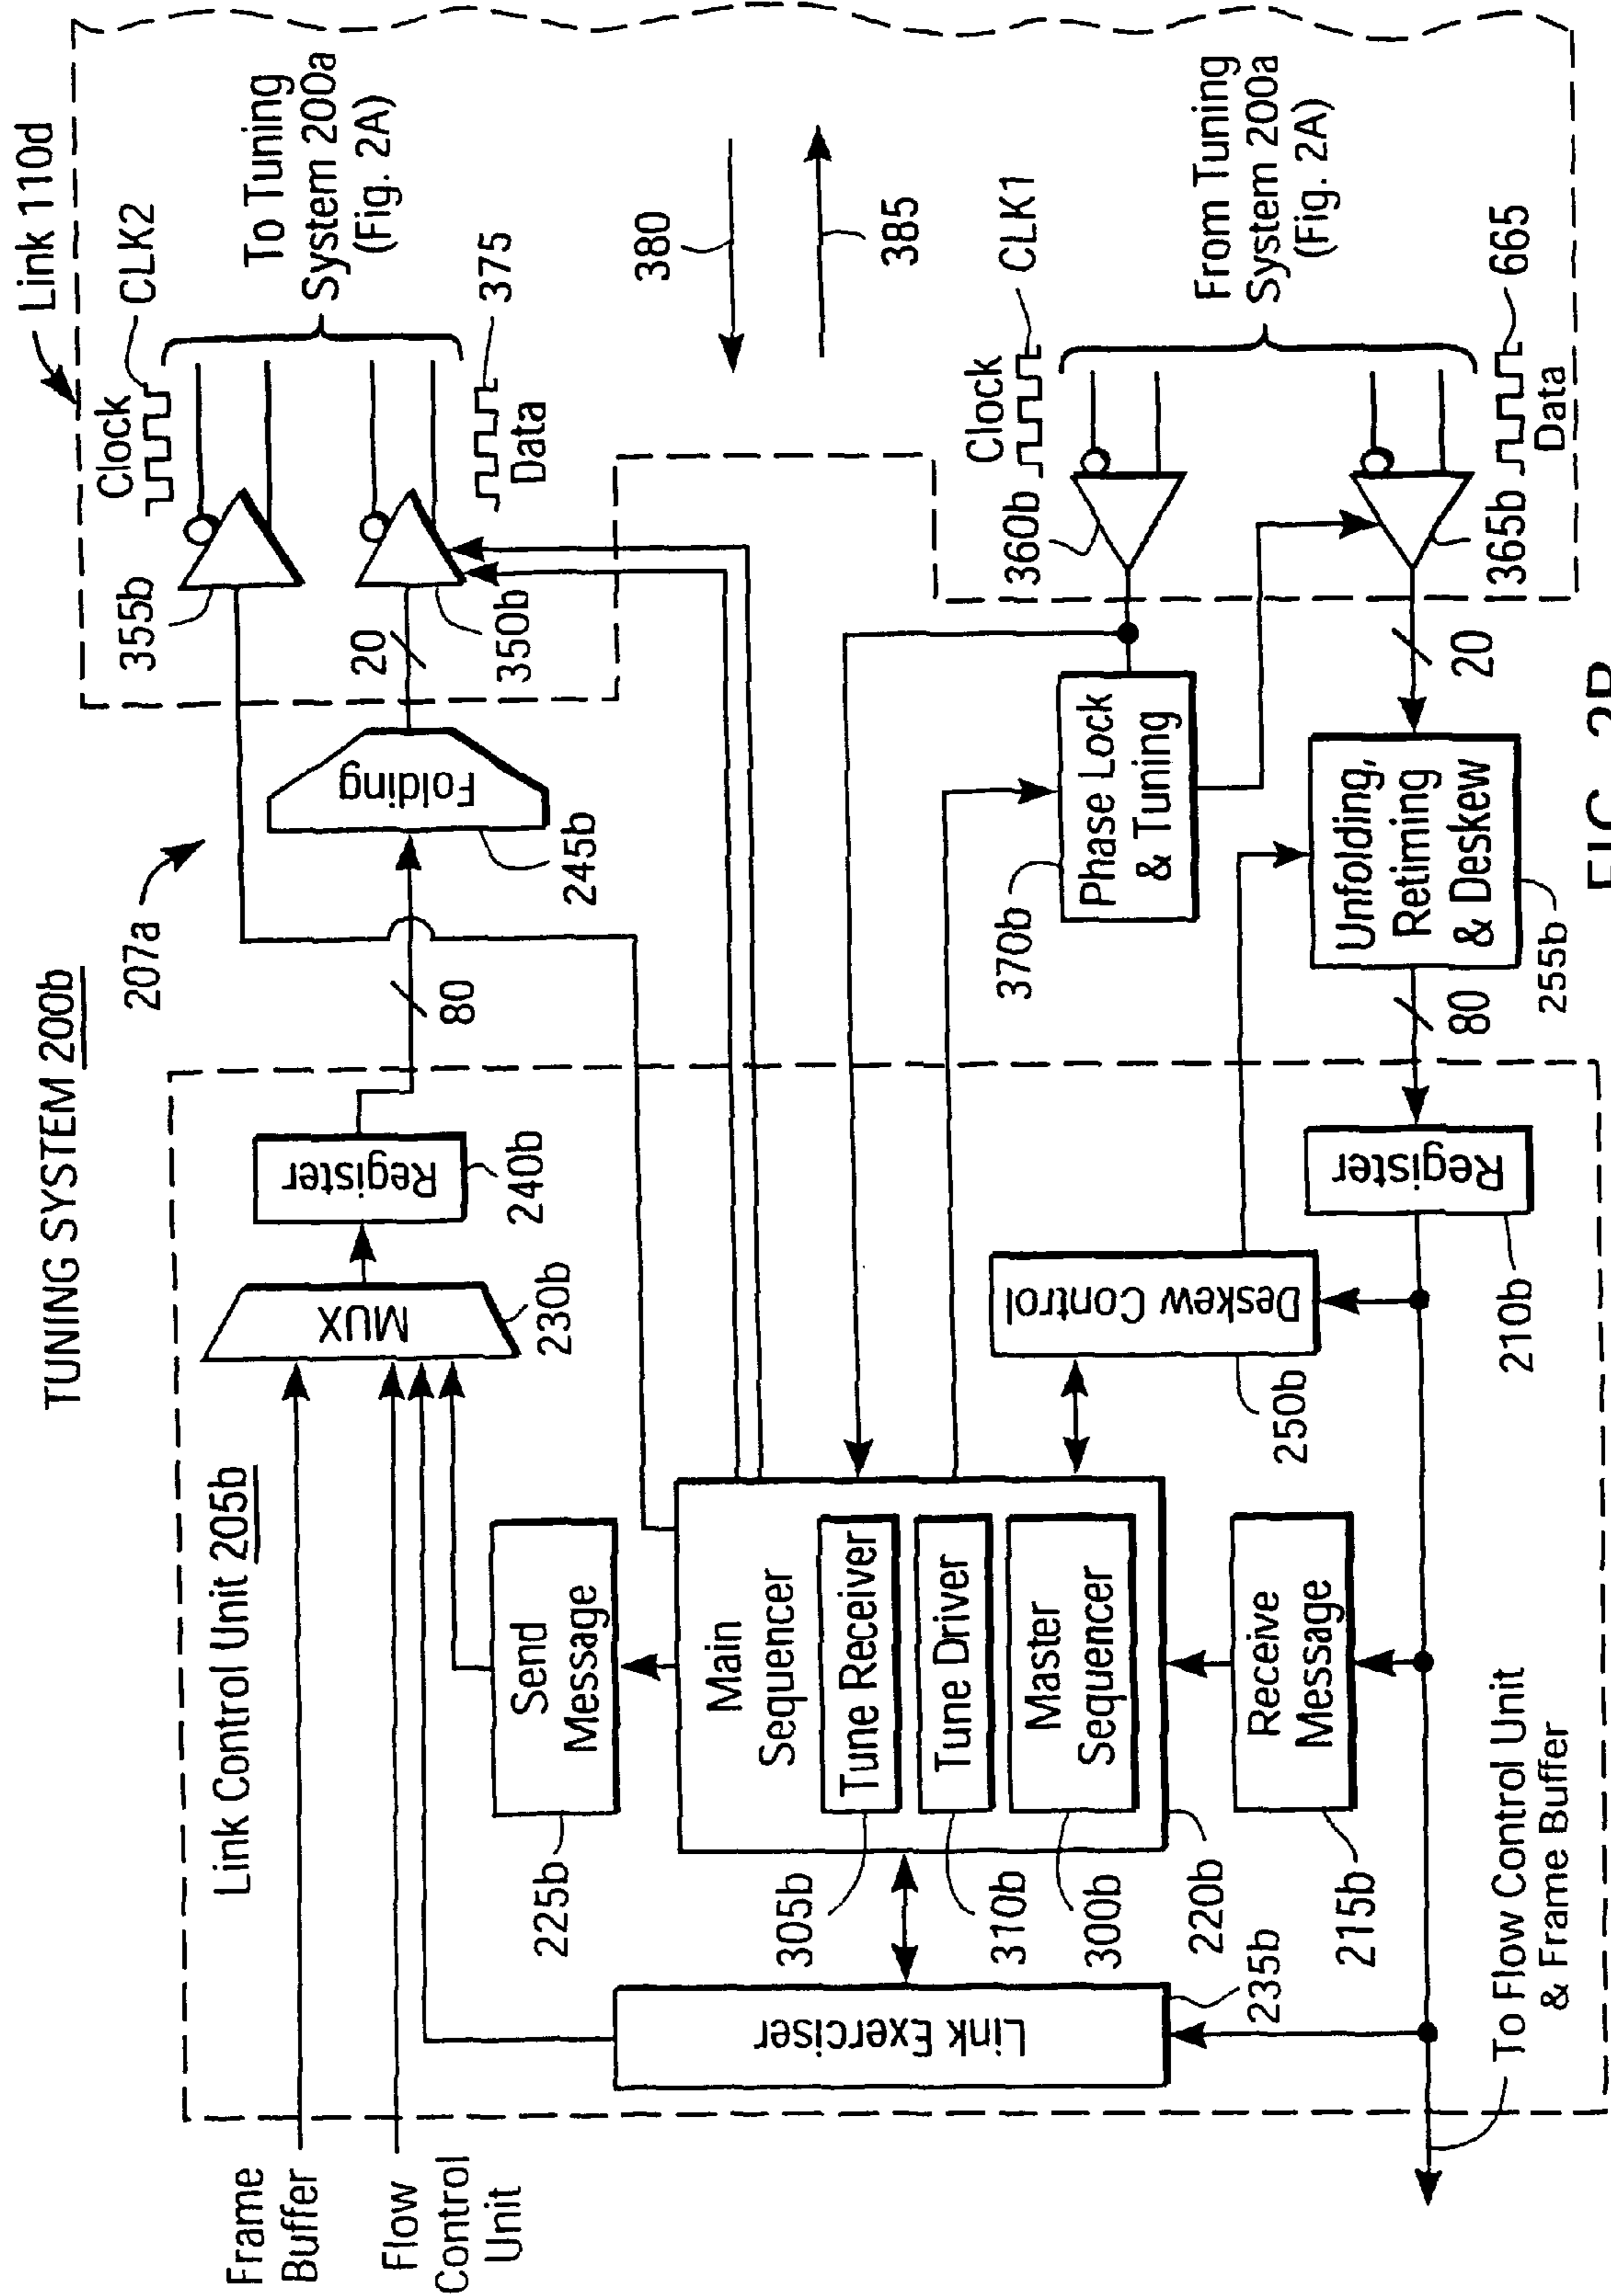 TUNING SYSTEM 200b
Link 110d
207a
Link Control Unit 205b
Frame
Buffer
Flow
Control
Unit
MUX
230b
Register
240b
80
Folding
245b
20
355b
350b
Clock
CLK2
To Tuning
System 200a
(Fig. 2A)
375
Data
380
385
Send
Message
225b
Main
Sequencer
Tune Receiver
Tune Driver
Master
Sequencer
305b
310b
300b
220b
Link Exerciser
235b
Receive
Message
215b
Deskew Control
250b
Register
210b
Phase Lock
& Tuning
370b
Unfolding,
Retiming
& Deskew
255b
80
20
360b
365b
Clock
CLK1
From Tuning
System 200a
(Fig. 2A)
665
Data
To Flow Control Unit
& Frame Buffer